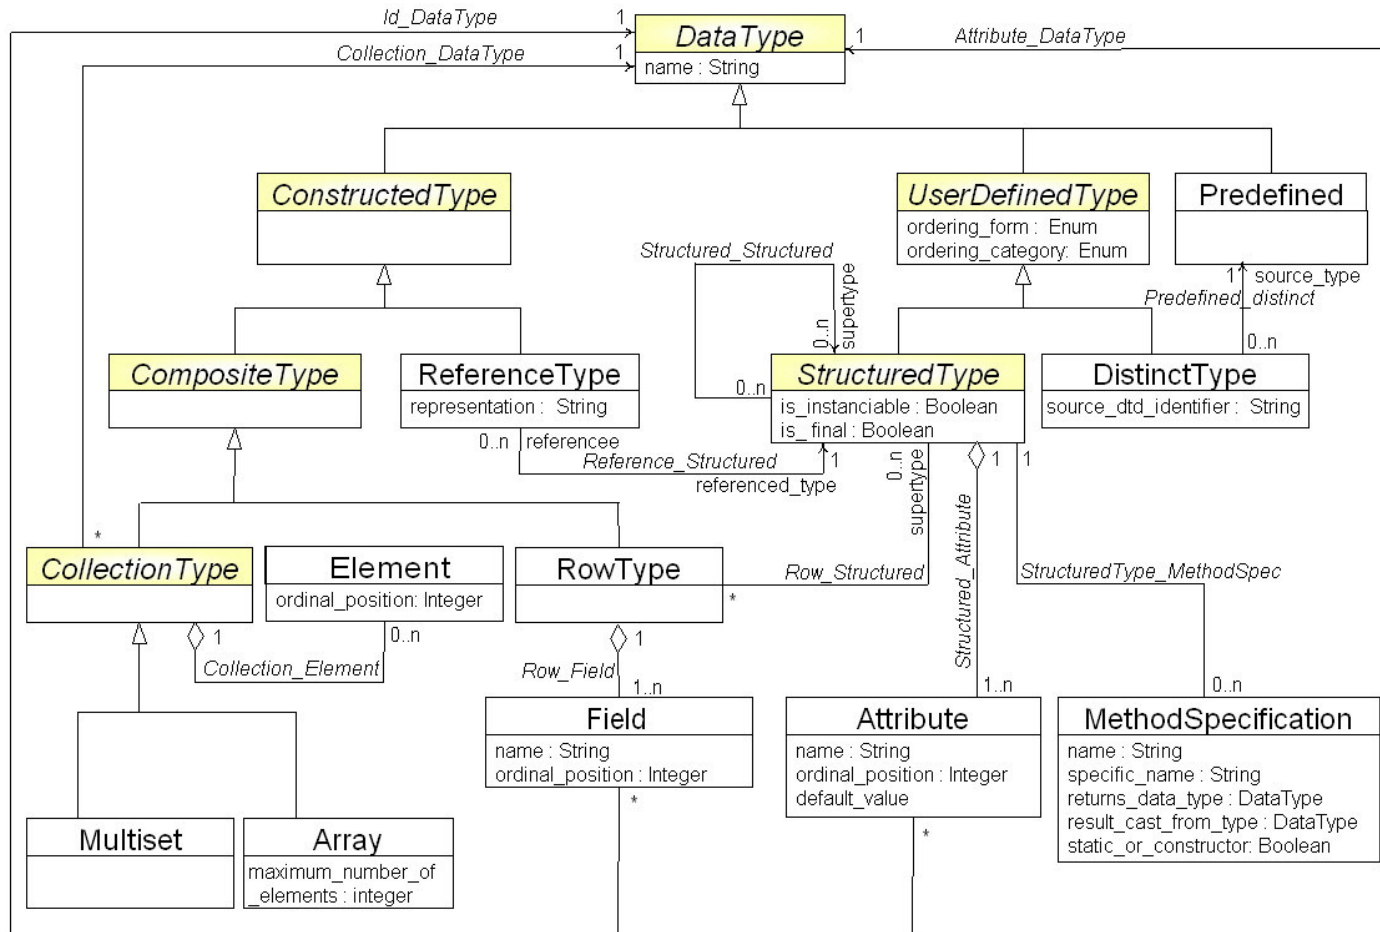 Id_DataType
1
Collection_DataType
1
DataType
name : String
1
Attribute_DataType
ConstructedType
UserDefinedType
ordering_form : Enum
ordering_category: Enum
Predefined
Structured_Structured
supertype
0..n
0..n
1
source_type
Predefined_distinct
0..n
CompositeType
ReferenceType
representation : String
StructuredType
is_instanciable : Boolean
is_ final : Boolean
DistinctType
source_dtd_identifier : String
0..n
referencee
Reference_Structured
1
referenced_type
0..n
supertype
1
1
*
CollectionType
Element
ordinal_position: Integer
RowType
Row_Structured
*
Structured_Attribute
StructuredType_MethodSpec
1
0..n
Collection_Element
1
Row_Field
1..n
1..n
0..n
Field
name : String
ordinal_position : Integer
*
Attribute
name : String
ordinal_position : Integer
default_value
*
MethodSpecification
name : String
specific_name : String
returns_data_type : DataType
result_cast_from_type : DataType
static_or_constructor: Boolean
Multiset
Array
maximum_number_of
_elements : integer